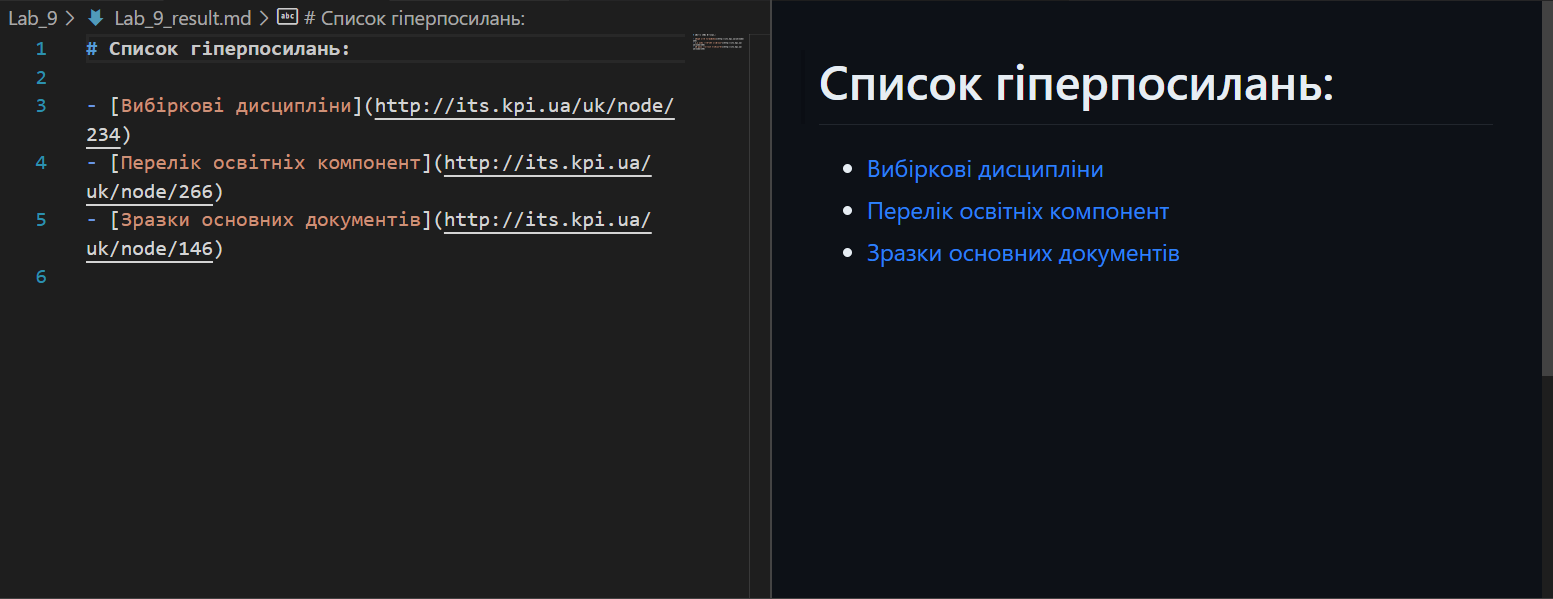 Lab_9 > Lab_9_result.md > abc # Список гіперпосилань:
1 # Список гіперпосилань:
2
3 - [Вибіркові дисципліни](http://its.kpi.ua/uk/node/
234)
4 - [Перелік освітніх компонент](http://its.kpi.ua/
uk/node/266)
5 - [Зразки основних документів](http://its.kpi.ua/
uk/node/146)
6
Список гіперпосилань:
• Вибіркові дисципліни
• Перелік освітніх компонент
• Зразки основних документів